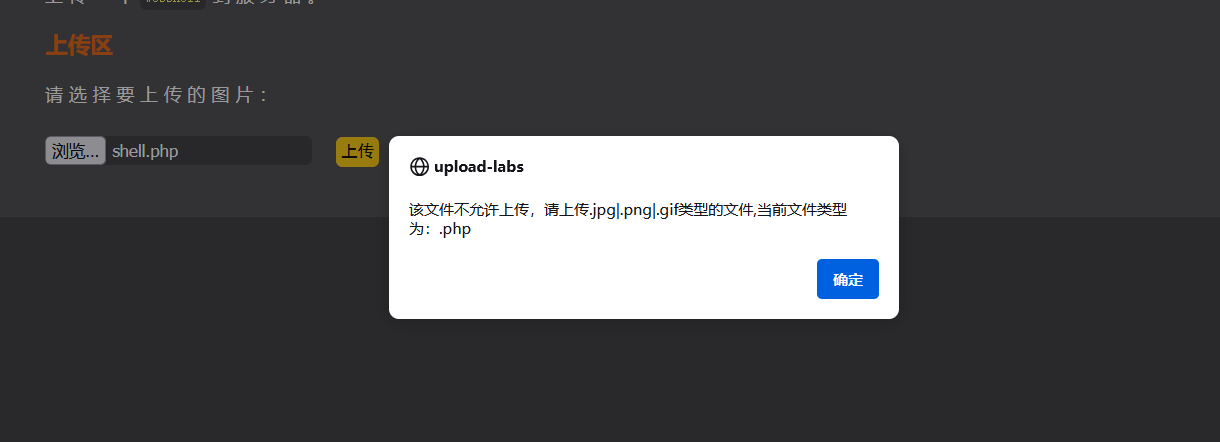 上传区
请选择要上传的图片：
浏览... shell.php 上传
upload-labs
该文件不允许上传，请上传.jpg|.png|.gif类型的文件,当前文件类型
为：.php
确定